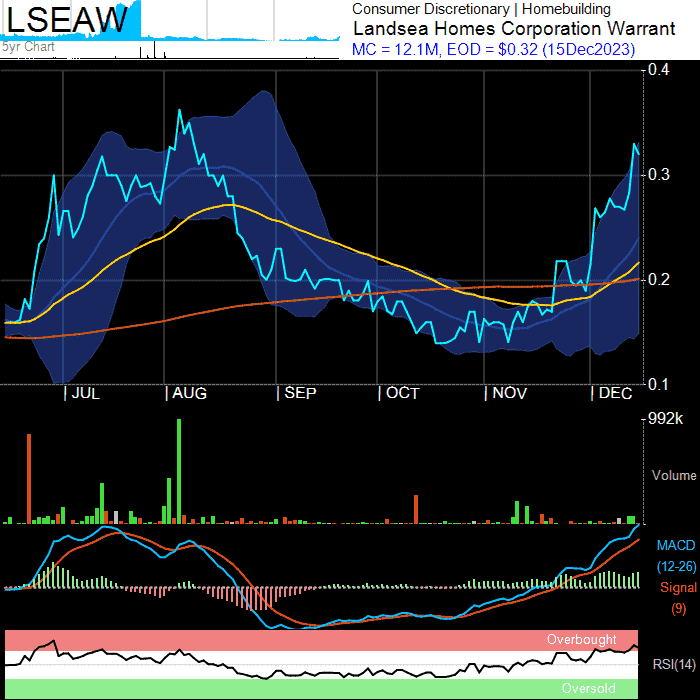 LSEAW
5yr Chart
Consumer Discretionary | Homebuilding
Landsea Homes Corporation Warrant
MC = 12.1M, EOD = $0.32 (15Dec2023)
0.4
0.3
0.2
0.1
JUL AUG SEP OCT NOV DEC
992k
Volume
MACD
(12-26)
Signal
(9)
Overbought
RSI(14)
Oversold